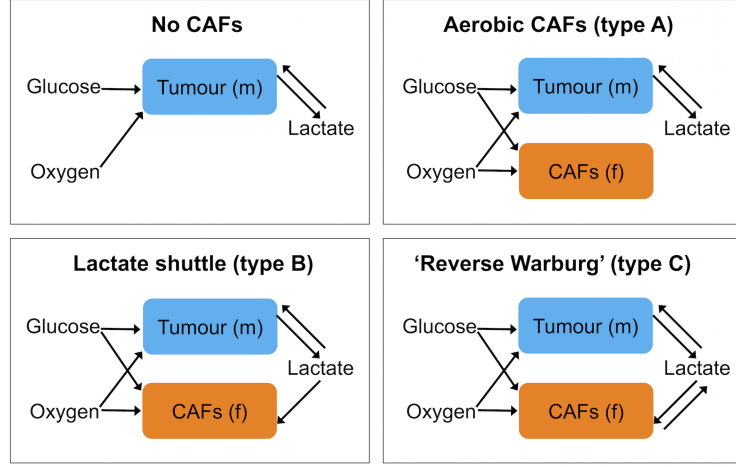 No CAFs
Glucose
Tumour (m)
Lactate
Oxygen
Aerobic CAFs (type A)
Glucose
Tumour (m)
Lactate
Oxygen
CAFs (f)
Lactate shuttle (type B)
Glucose
Tumour (m)
Lactate
Oxygen
CAFs (f)
‘Reverse Warburg’ (type C)
Glucose
Tumour (m)
Lactate
Oxygen
CAFs (f)